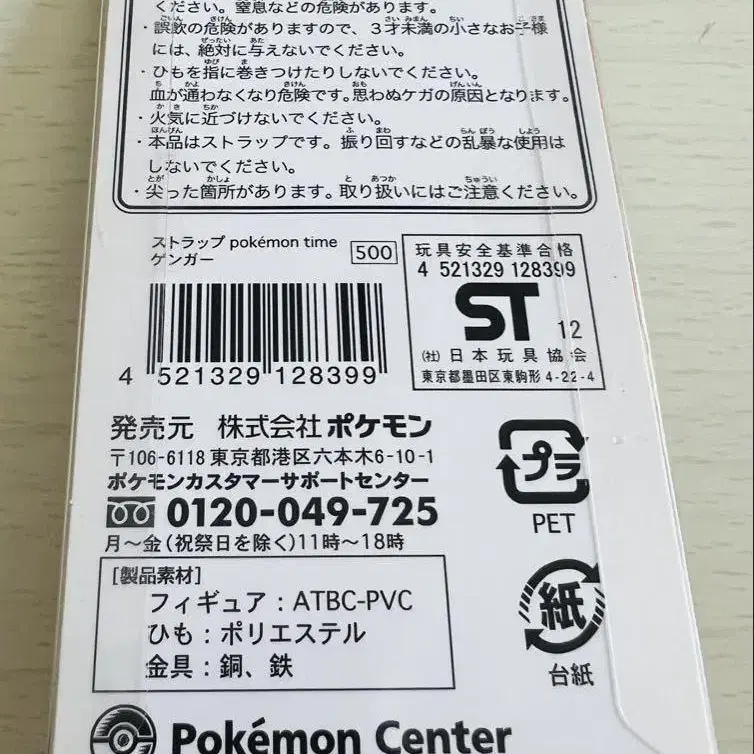 ください。窒息などの危険があります。
・誤飲の危険がありますので、３才未満の小さなお子様
には、絶対に与えないでください。
・ひもを指に巻きつけたりしないでください。
血が通わなくなり危険です。思わぬケガの原因となります。
・火気に近づけないでください。
・本品はストラップです。振り回すなどの乱暴な使用は
しないでください。
・尖った箇所があります。取り扱いにはご注意ください。
ストラップ pokémon time
ゲンガー
500
4 521329 128399
玩具安全基準合格
4 521329 128399
ST
12
(社)日本玩具協会
東京都墨田区東駒形4-22-4
発売元 株式会社ポケモン
〒106-6118 東京都港区六本木6-10-1
ポケモンカスタマーサポートセンター
0120-049-725
月～金(祝祭日を除く)11時～18時
プラ
PET
[製品素材]
フィギュア：ATBC-PVC
ひも：ポリエステル
金具：銅、鉄
紙
台紙
Pokémon Center